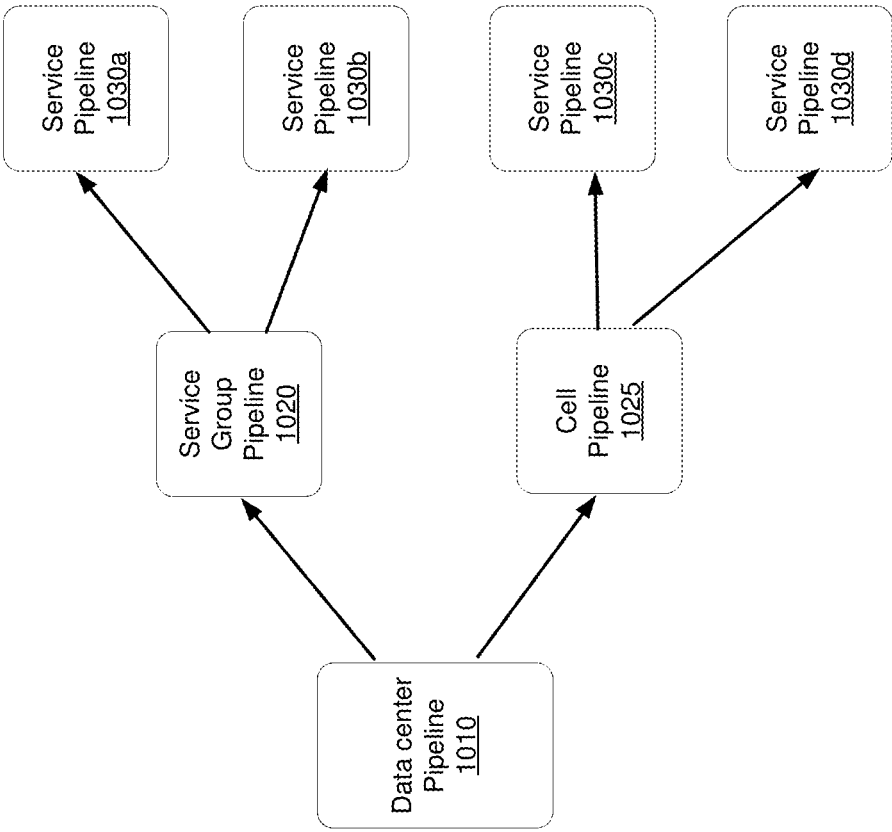 Data center
Pipeline
1010
Service
Group
Pipeline
1020
Cell
Pipeline
1025
Service
Pipeline
1030a
Service
Pipeline
1030b
Service
Pipeline
1030c
Service
Pipeline
1030d